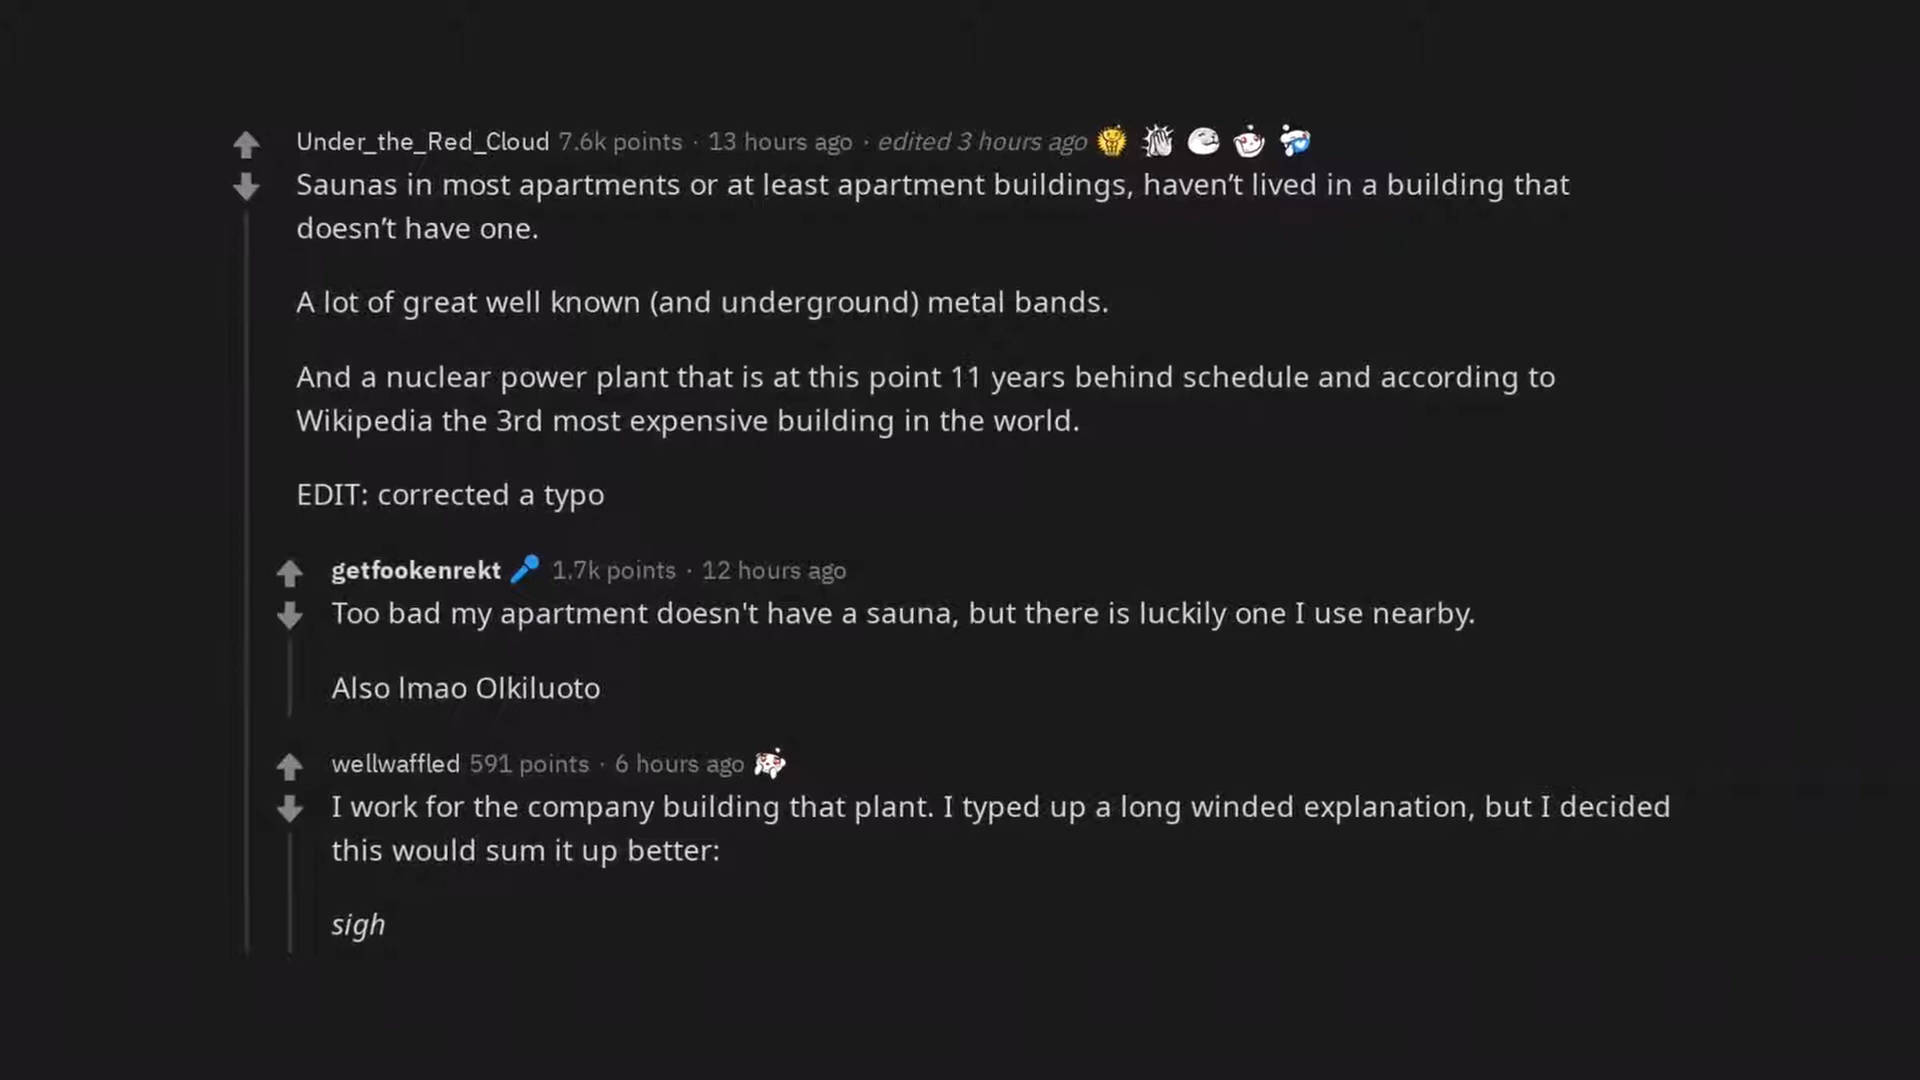 Under_the_Red_Cloud 7.6k points · 13 hours ago · edited 3 hours ago
Saunas in most apartments or at least apartment buildings, haven’t lived in a building that
doesn’t have one.
A lot of great well known (and underground) metal bands.
And a nuclear power plant that is at this point 11 years behind schedule and according to
Wikipedia the 3rd most expensive building in the world.
EDIT: corrected a typo
getfookenrekt 1.7k points · 12 hours ago
Too bad my apartment doesn't have a sauna, but there is luckily one I use nearby.
Also lmao Olkiluoto
wellwaffled 591 points · 6 hours ago
I work for the company building that plant. I typed up a long winded explanation, but I decided
this would sum it up better:
sigh